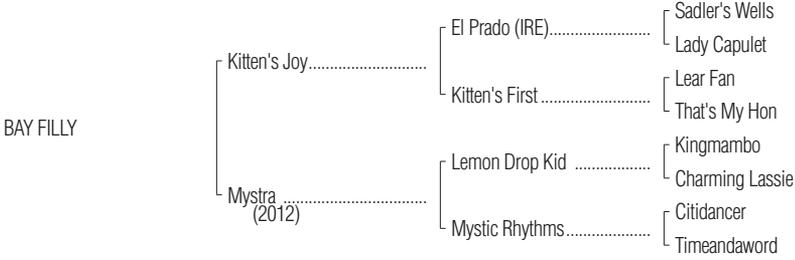 Sadler's Wells
El Prado (IRE)........................
Lady Capulet
Kitten's Joy...........................
Lear Fan
Kitten's First .........................
That's My Hon
BAY FILLY
Kingmambo
Lemon Drop Kid .................
Charming Lassie
Mystra .................................
(2012)
Citidancer
Mystic Rhythms...................
Timeandaword